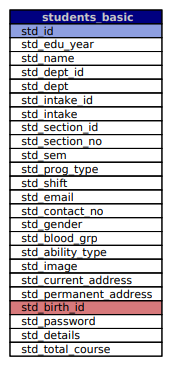 students_basic
std_id
std_edu_year
std_name
std_dept_id
std_dept
std_intake_id
std_intake
std_section_id
std_section_no
std_sem
std_prog_type
std_shift
std_email
std_contact_no
std_gender
std_blood_grp
std_ability_type
std_image
std_current_address
std_permanent_address
std_birth_id
std_password
std_details
std_total_course